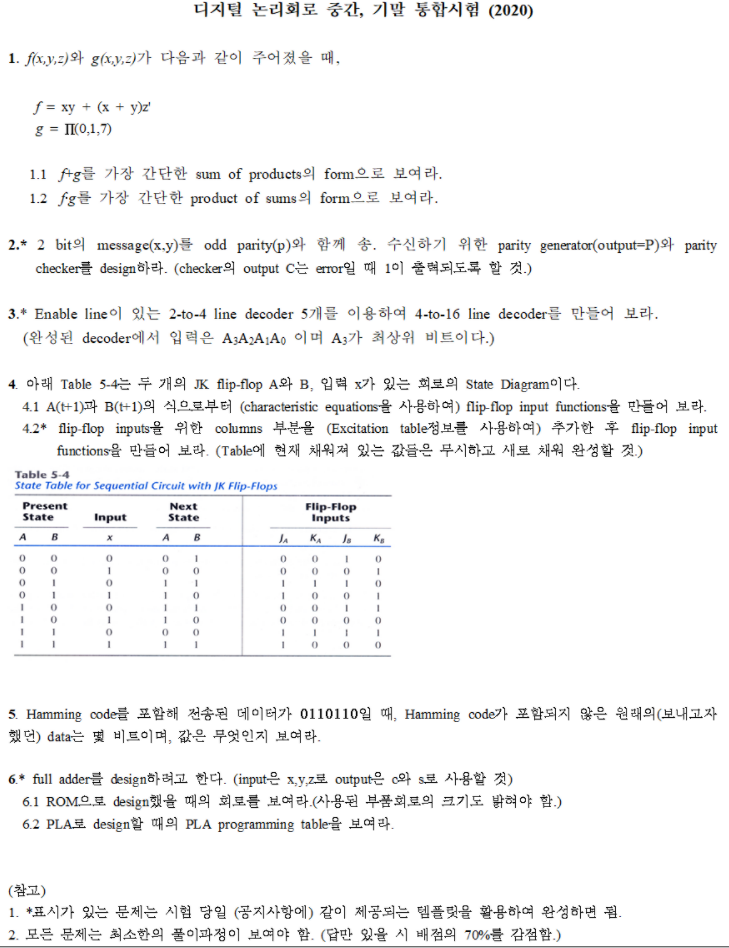 디지털 논리회로 중간, 기말 통합시험 (2020)
1. f(x,y,z)와 g(x,y,z)가 다음과 같이 주어졌을 때,
f = xy + (x + y)z'
g = Π(0,1,7)
1.1 f+g를 가장 간단한 sum of products의 form으로 보여라.
1.2 f·g를 가장 간단한 product of sums의 form으로 보여라.
2.* 2 bit의 message(x,y)를 odd parity(p)와 함께 송. 수신하기 위한 parity generator(output=P)와 parity
checker를 design하라. (checker의 output C는 error일 때 1이 출력되도록 할 것.)
3.* Enable line이 있는 2-to-4 line decoder 5개를 이용하여 4-to-16 line decoder를 만들어 보라.
(완성된 decoder에서 입력은 A₃A₂A₁A₀ 이며 A₃가 최상위 비트이다.)
4. 아래 Table 5-4는 두 개의 JK flip-flop A와 B, 입력 x가 있는 회로의 State Diagram이다.
4.1 A(t+1)과 B(t+1)의 식으로부터 (characteristic equations을 사용하여) flip-flop input functions을 만들어 보라.
4.2* flip-flop inputs을 위한 columns 부분을 (Excitation table정보를 사용하여) 추가한 후 flip-flop input
functions을 만들어 보라. (Table에 현재 채워져 있는 값들은 무시하고 새로 채워 완성할 것.)
Table 5-4
State Table for Sequential Circuit with JK Flip-Flops
Present State Input Next State Flip-Flop Inputs
A B x A B J_A K_A J_B K_B
0 0 0 0 1 0 0 1 0
0 0 1 0 0 0 0 0 1
0 1 0 1 1 1 1 1 0
0 1 1 1 0 1 0 0 1
1 0 0 1 1 0 0 1 1
1 0 1 1 0 0 0 0 0
1 1 0 0 0 1 1 1 1
1 1 1 1 1 1 0 0 0
5. Hamming code를 포함해 전송된 데이터가 0110110일 때, Hamming code가 포함되지 않은 원래의(보내고자
했던) data는 몇 비트이며, 값은 무엇인지 보여라.
6.* full adder를 design하려고 한다. (input은 x,y,z로 output은 c와 s로 사용할 것)
6.1 ROM으로 design했을 때의 회로를 보여라.(사용된 부품회로의 크기도 밝혀야 함.)
6.2 PLA로 design할 때의 PLA programming table을 보여라.
(참고)
1. *표시가 있는 문제는 시험 당일 (공지사항에) 같이 제공되는 템플릿을 활용하여 완성하면 됨.
2. 모든 문제는 최소한의 풀이과정이 보여야 함. (답만 있을 시 배점의 70%를 감점함.)